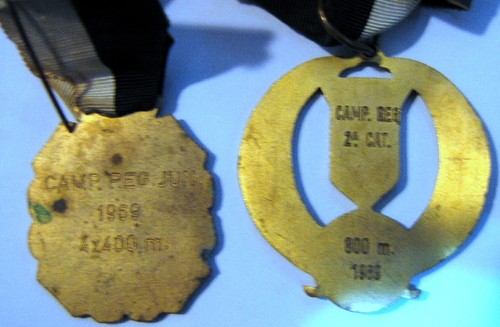 CAMP. REG. JUN.
1969
4x400 m.
CAMP. REG.
2ª CAT.
800 m.
1969